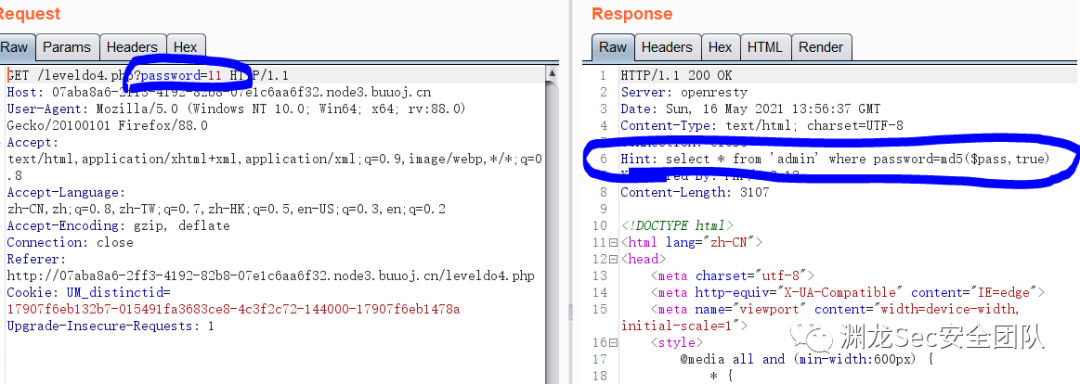 Request
Raw Params Headers Hex
GET /leveldo4.php?password=11 HTTP/1.1
Host: 07aba8a6-2ff3-4192-82b8-07e1c6aa6f32.node3.buuoj.cn
User-Agent: Mozilla/5.0 (Windows NT 10.0; Win64; x64; rv:88.0)
Gecko/20100101 Firefox/88.0
Accept:
text/html,application/xhtml+xml,application/xml;q=0.9,image/webp,*/*;q=0
.8
Accept-Language:
zh-CN,zh;q=0.8,zh-TW;q=0.7,zh-HK;q=0.5,en-US;q=0.3,en;q=0.2
Accept-Encoding: gzip, deflate
Connection: close
Referer:
http://07aba8a6-2ff3-4192-82b8-07e1c6aa6f32.node3.buuoj.cn/leveldo4.php
Cookie: UM_distinctid=
17907f6eb132b7-015491fa3683ce8-4c3f2c72-144000-17907f6eb1478a
Upgrade-Insecure-Requests: 1
Response
Raw Headers Hex HTML Render
1 HTTP/1.1 200 OK
2 Server: openresty
3 Date: Sun, 16 May 2021 13:56:37 GMT
4 Content-Type: text/html; charset=UTF-8
5 Connection: close
6 Hint: select * from 'admin' where password=md5($pass,true)
7
8 Content-Length: 3107
9
10 <!DOCTYPE html>
11 <html lang="zh-CN">
12 <head>
13 <meta charset="utf-8">
14 <meta http-equiv="X-UA-Compatible" content="IE=edge">
15 <meta name="viewport" content="width=device-width,
initial-scale=1">
16 <style>
17 @media all and (min-width:600px) {
18 * {
渊龙Sec安全团队